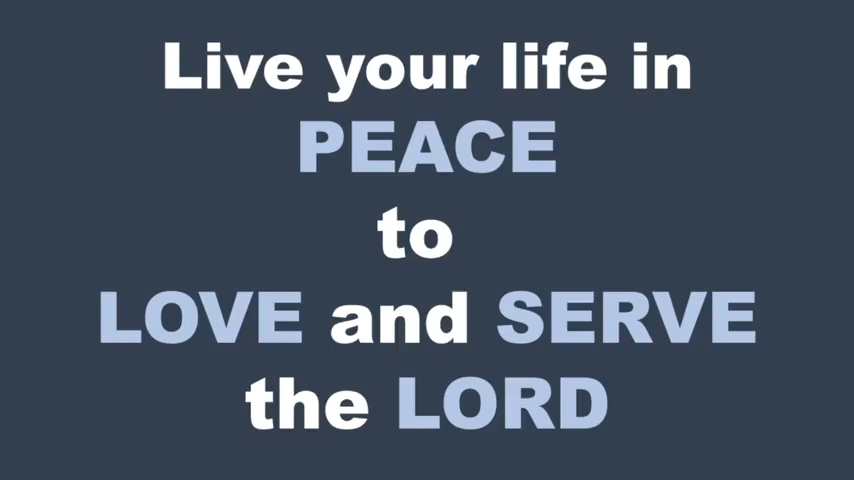 Live your life in
PEACE
to
LOVE and SERVE
the LORD